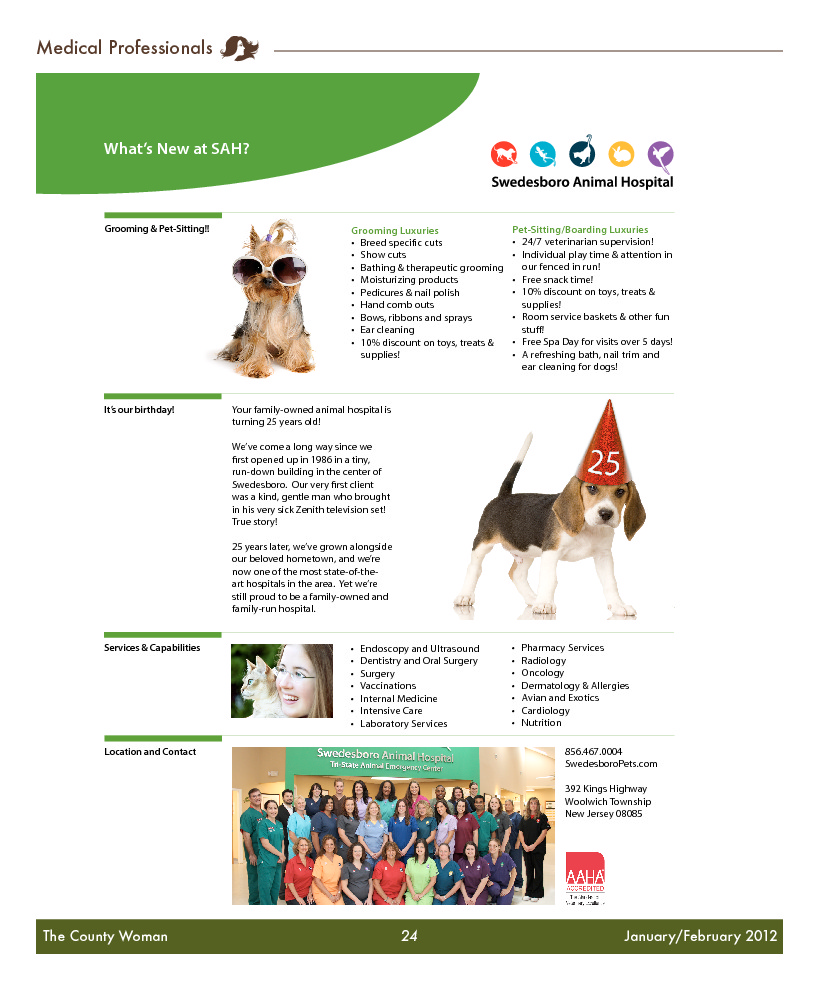 Medical Professionals
What's New at SAH?
Swedesboro Animal Hospital
Grooming & Pet-Sitting!!
Grooming Luxuries
• Breed specific cuts
• Show cuts
• Bathing & therapeutic grooming
• Moisturizing products
• Pedicures & nail polish
• Hand comb outs
• Bows, ribbons and sprays
• Ear cleaning
• 10% discount on toys, treats &
supplies!
Pet-Sitting/Boarding Luxuries
• 24/7 veterinarian supervision!
• Individual play time & attention in
our fenced in run!
• Free snack time!
• 10% discount on toys, treats &
supplies!
• Room service baskets & other fun
stuff!
• Free Spa Day for visits over 5 days!
• A refreshing bath, nail trim and
ear cleaning for dogs!
It's our birthday!
Your family-owned animal hospital is
turning 25 years old!
We've come a long way since we
first opened up in 1986 in a tiny,
run-down building in the center of
Swedesboro. Our very first client
was a kind, gentle man who brought
in his very sick Zenith television set!
True story!
25 years later, we've grown alongside
our beloved hometown, and we're
now one of the most state-of-the-
art hospitals in the area. Yet we're
still proud to be a family-owned and
family-run hospital.
25
Services & Capabilities
• Endoscopy and Ultrasound
• Dentistry and Oral Surgery
• Surgery
• Vaccinations
• Internal Medicine
• Intensive Care
• Laboratory Services
• Pharmacy Services
• Radiology
• Oncology
• Dermatology & Allergies
• Avian and Exotics
• Cardiology
• Nutrition
Location and Contact
Swedesboro Animal Hospital
Tri-State Animal Emergency Center
856.467.0004
SwedesboroPets.com
392 Kings Highway
Woolwich Township
New Jersey 08085
AAHA
ACCREDITED
The County Woman
24
January/February 2012